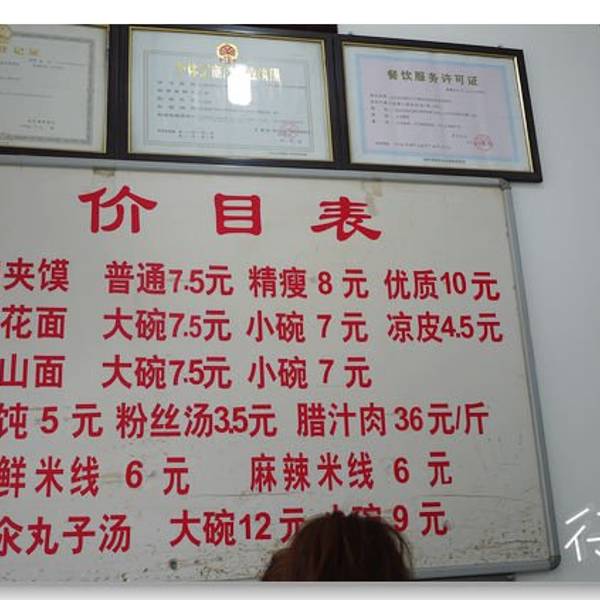 餐饮服务许可证
价目表
夹馍 普通7.5元 精瘦 8 元 优质10元
花面 大碗7.5元 小碗 7 元 凉皮4.5元
山面 大碗7.5元 小碗 7 元
饨 5 元 粉丝汤3.5元 腊汁肉 36元/斤
鲜米线 6 元 麻辣米线 6 元
汆丸子汤 大碗12元 小碗 9 元